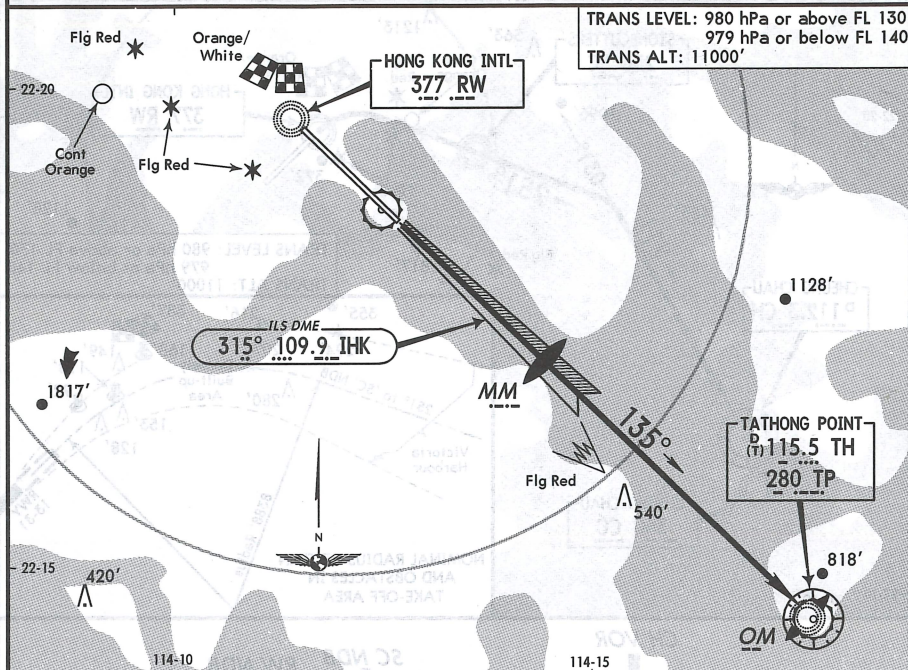 TRANS LEVEL: 980 hPa or above FL 130
979 hPa or below FL 140
TRANS ALT: 11000'
Flg Red
Orange/
White
HONG KONG INTL
377 RW
22-20
Cont
Orange
Flg Red
1128'
ILS DME
315° 109.9 IHK
1817'
MM
135°
TATHONG POINT
D
(T) 115.5 TH
280 TP
Flg Red
540'
N
22-15
420'
818'
OM
114-10
114-15